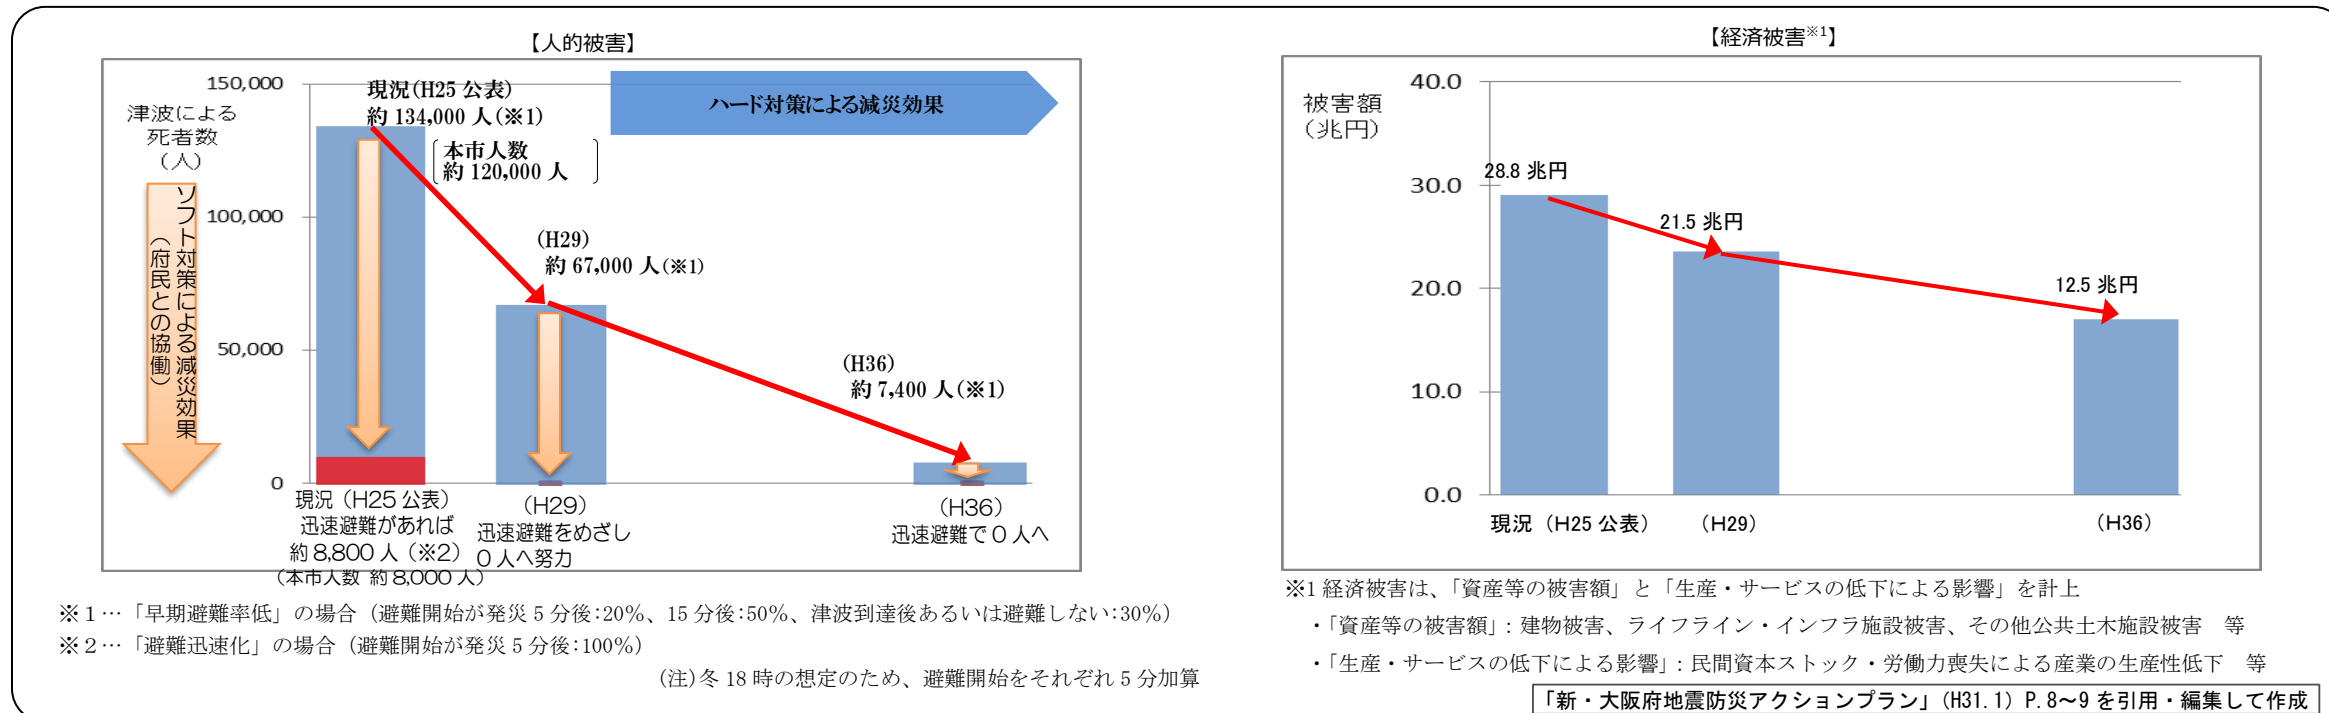 【人的被害】
150,000
100,000
50,000
0
津波による
死者数
(人)
ソフト対策による減災効果
(府民との協働)
現況(H25 公表)
約 134,000 人(※1)
本市人数
約 120,000 人
ハード対策による減災効果
(H29)
約 67,000 人(※1)
(H36)
約 7,400 人(※1)
現況(H25 公表)
迅速避難があれば
約 8,800 人(※2)
(本市人数 約 8,000 人)
(H29)
迅速避難をめざし
0 人へ努力
(H36)
迅速避難で 0 人へ
※1…「早期避難率低」の場合(避難開始が発災 5 分後:20%、15 分後:50%、津波到達後あるいは避難しない:30%)
※2…「避難迅速化」の場合(避難開始が発災 5 分後:100%)
(注)冬 18 時の想定のため、避難開始をそれぞれ 5 分加算
【経済被害※1】
被害額
(兆円)
40.0
30.0
20.0
10.0
0.0
28.8 兆円
21.5 兆円
12.5 兆円
現況(H25 公表)
(H29)
(H36)
※1 経済被害は、「資産等の被害額」と「生産・サービスの低下による影響」を計上
・「資産等の被害額」: 建物被害、ライフライン・インフラ施設被害、その他公共土木施設被害 等
・「生産・サービスの低下による影響」: 民間資本ストック・労働力喪失による産業の生産性低下 等
「新・大阪府地震防災アクションプラン」(H31.1) P.8~9 を引用・編集して作成